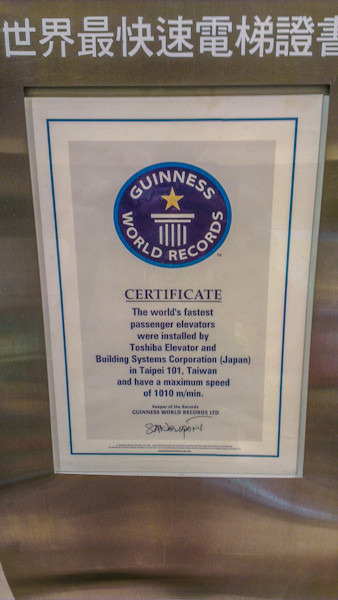 世界最快速電梯證書
GUINNESS
WORLD RECORDS
TM
CERTIFICATE
The world's fastest
passenger elevators
were installed by
Toshiba Elevator and
Building Systems Corporation (Japan)
in Taipei 101, Taiwan
and have a maximum speed
of 1010 m/min.
Keeper of the Records
GUINNESS WORLD RECORDS LTD